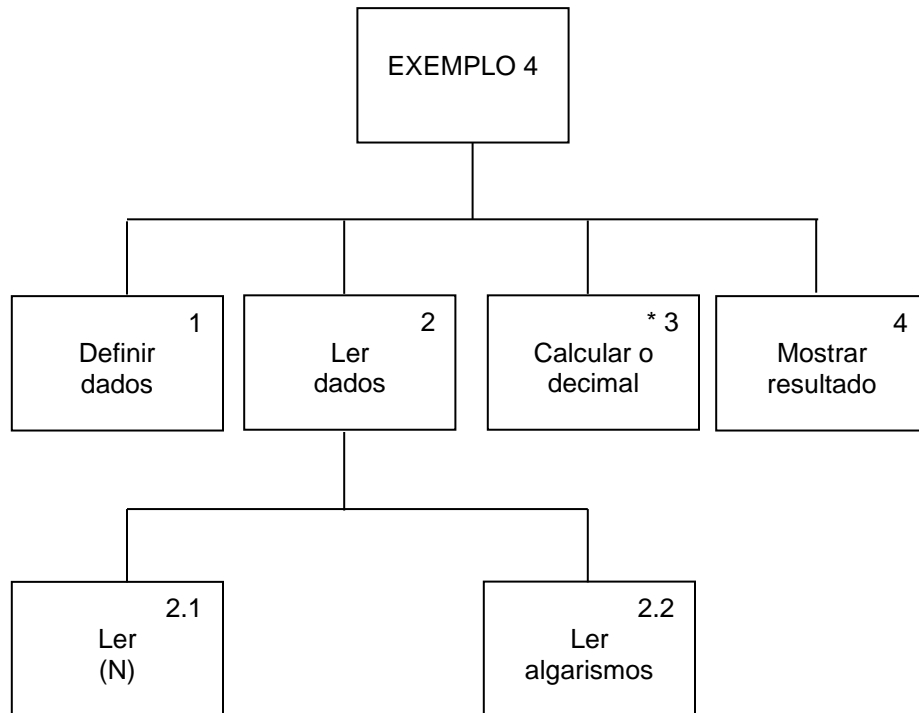 EXEMPLO 4
1
Definir
dados
2
Ler
dados
* 3
Calcular o
decimal
4
Mostrar
resultado
2.1
Ler
(N)
2.2
Ler
algarismos